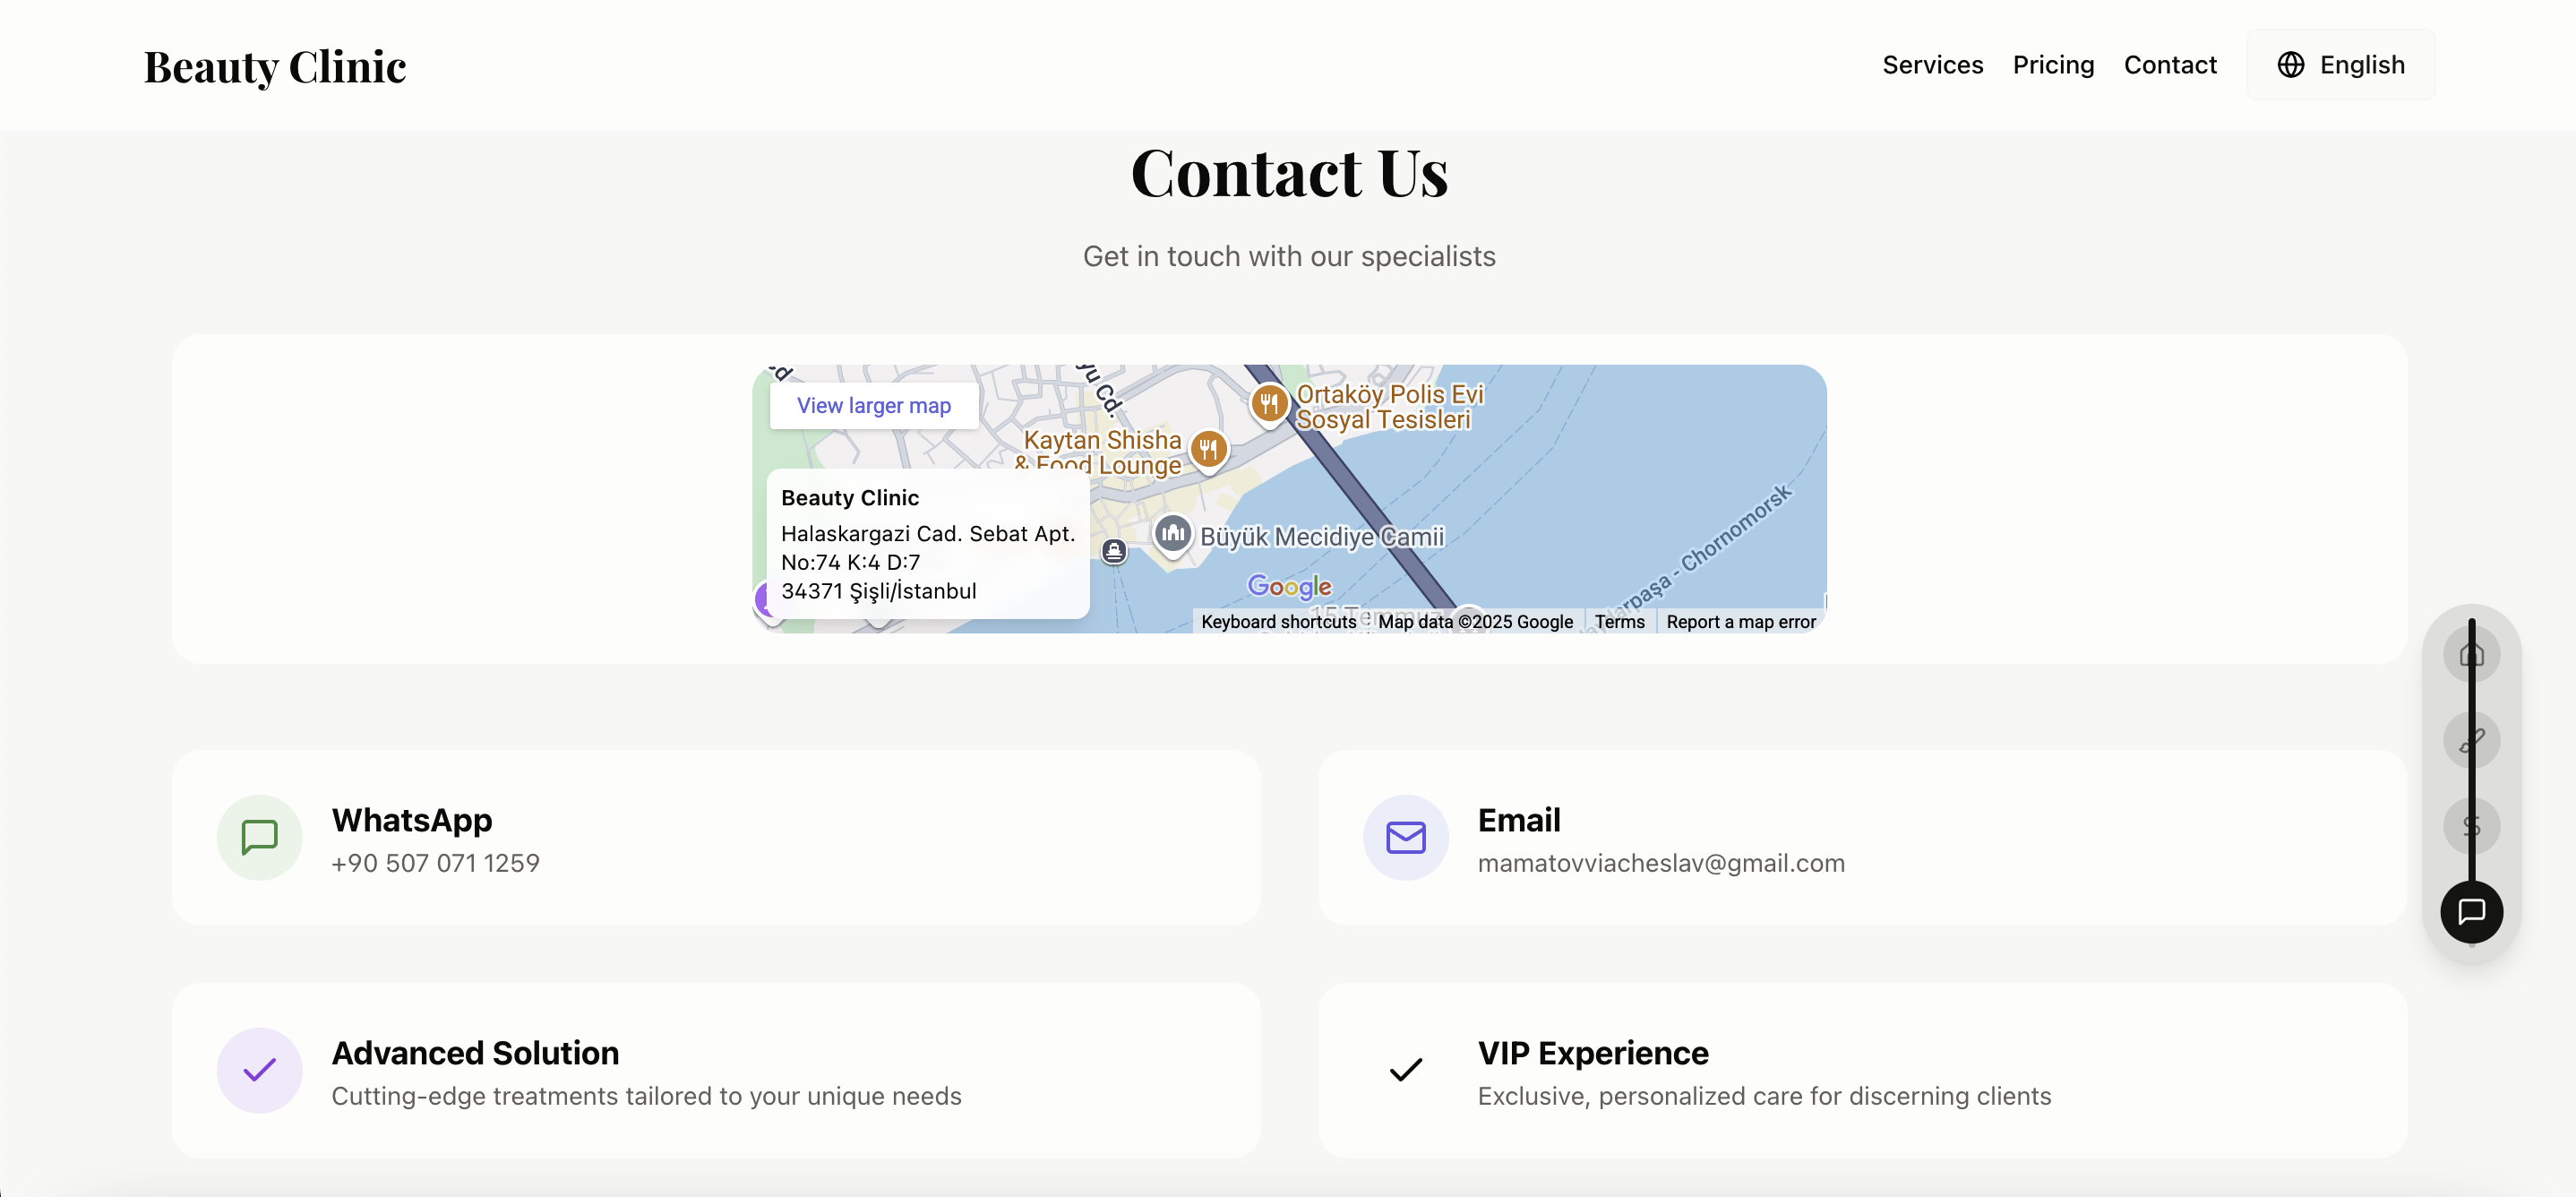 Beauty Clinic
Services
Pricing
Contact
English
Contact Us
Get in touch with our specialists
View larger map
Ortaköy Polis Evi
Sosyal Tesisleri
Kaytan Shisha
& Food Lounge
Beauty Clinic
Halaskargazi Cad. Sebat Apt.
No:74 K:4 D:7
34371 Şişli/İstanbul
Büyük Mecidiye Camii
Chornomorsk
Google
15 Temmuz
Keyboard shortcuts
Map data ©2025 Google
Terms
Report a map error
WhatsApp
+90 507 071 1259
Email
mamatovviacheslav@gmail.com
Advanced Solution
Cutting-edge treatments tailored to your unique needs
VIP Experience
Exclusive, personalized care for discerning clients